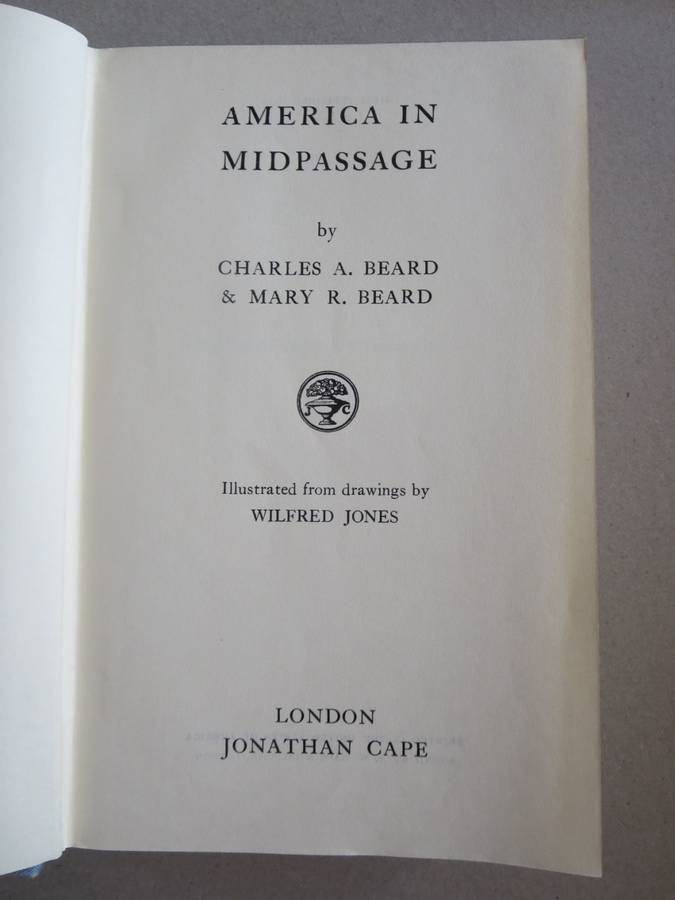 AMERICA IN
MIDPASSAGE
by
CHARLES A. BEARD
& MARY R. BEARD
J C
Illustrated from drawings by
WILFRED JONES
LONDON
JONATHAN CAPE